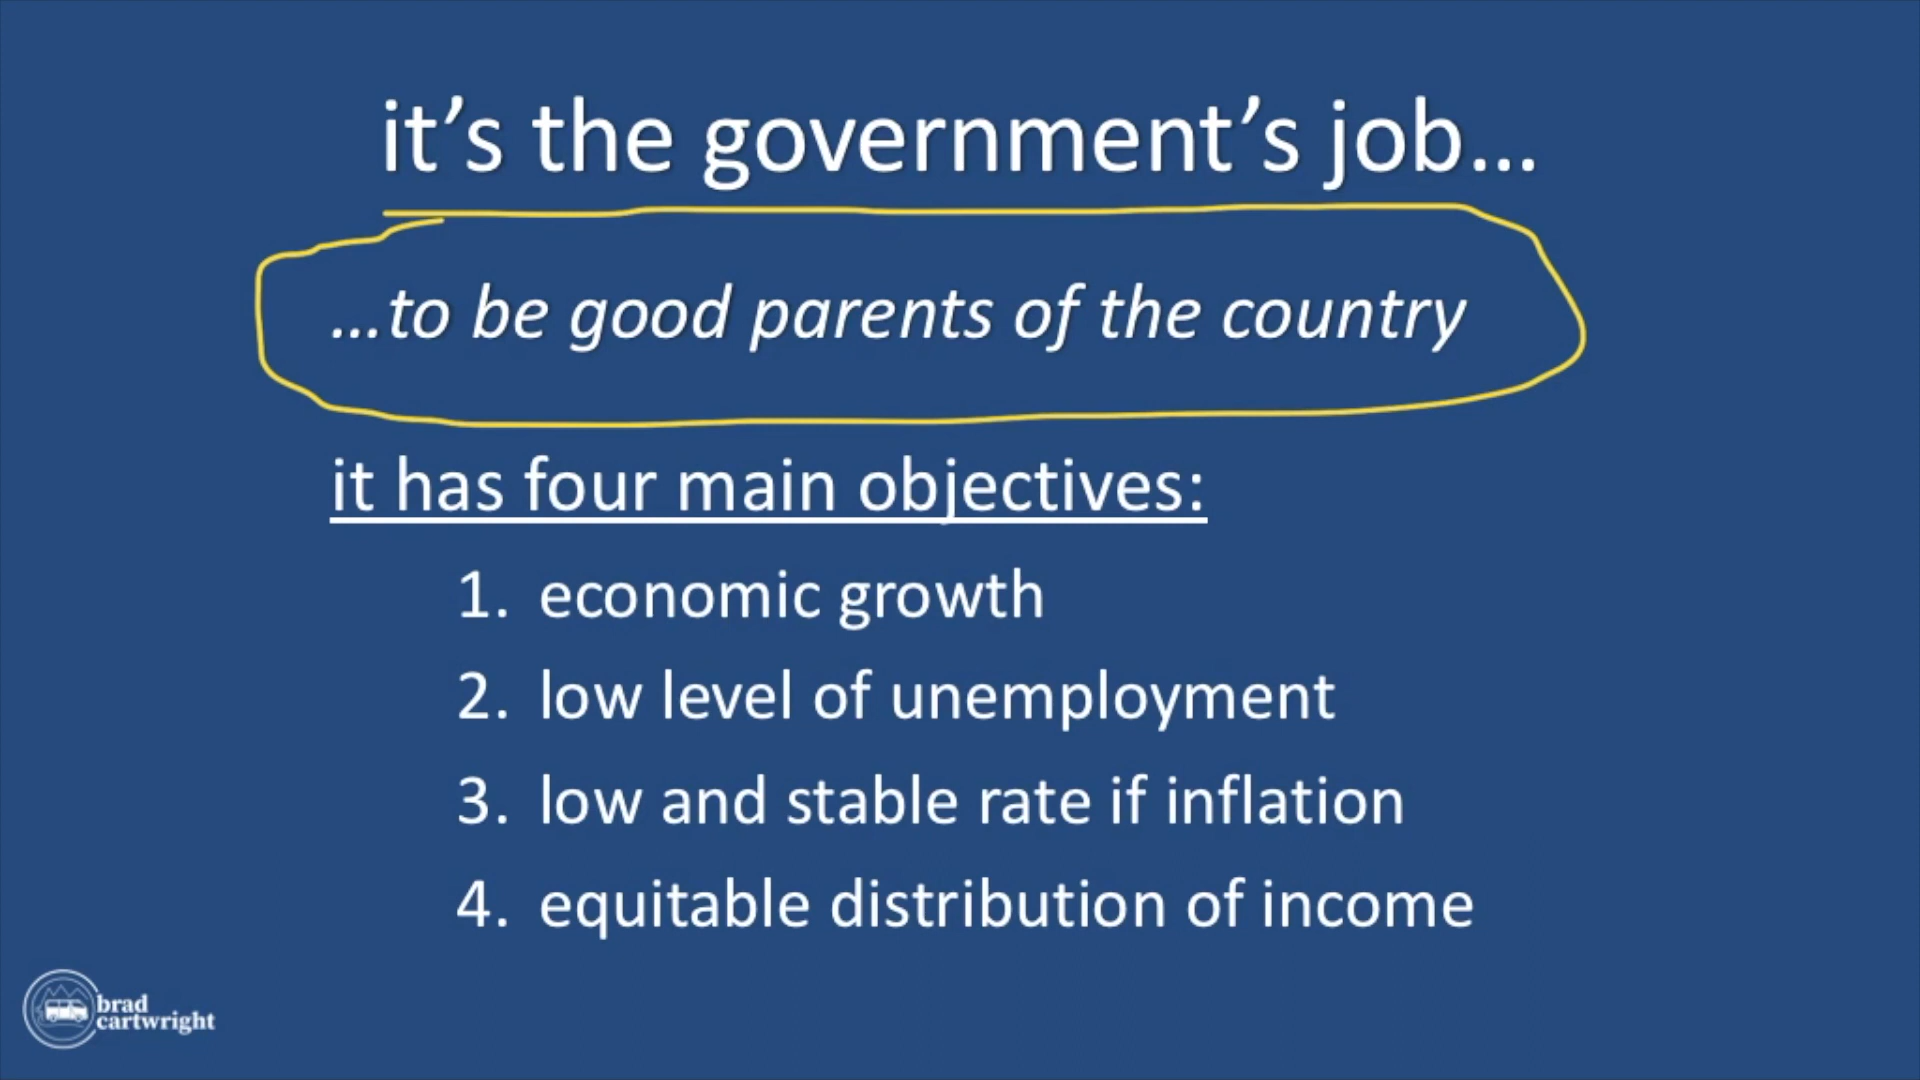 it’s the government’s job...
...to be good parents of the country
it has four main objectives:
1. economic growth
2. low level of unemployment
3. low and stable rate if inflation
4. equitable distribution of income
brad
cartwright